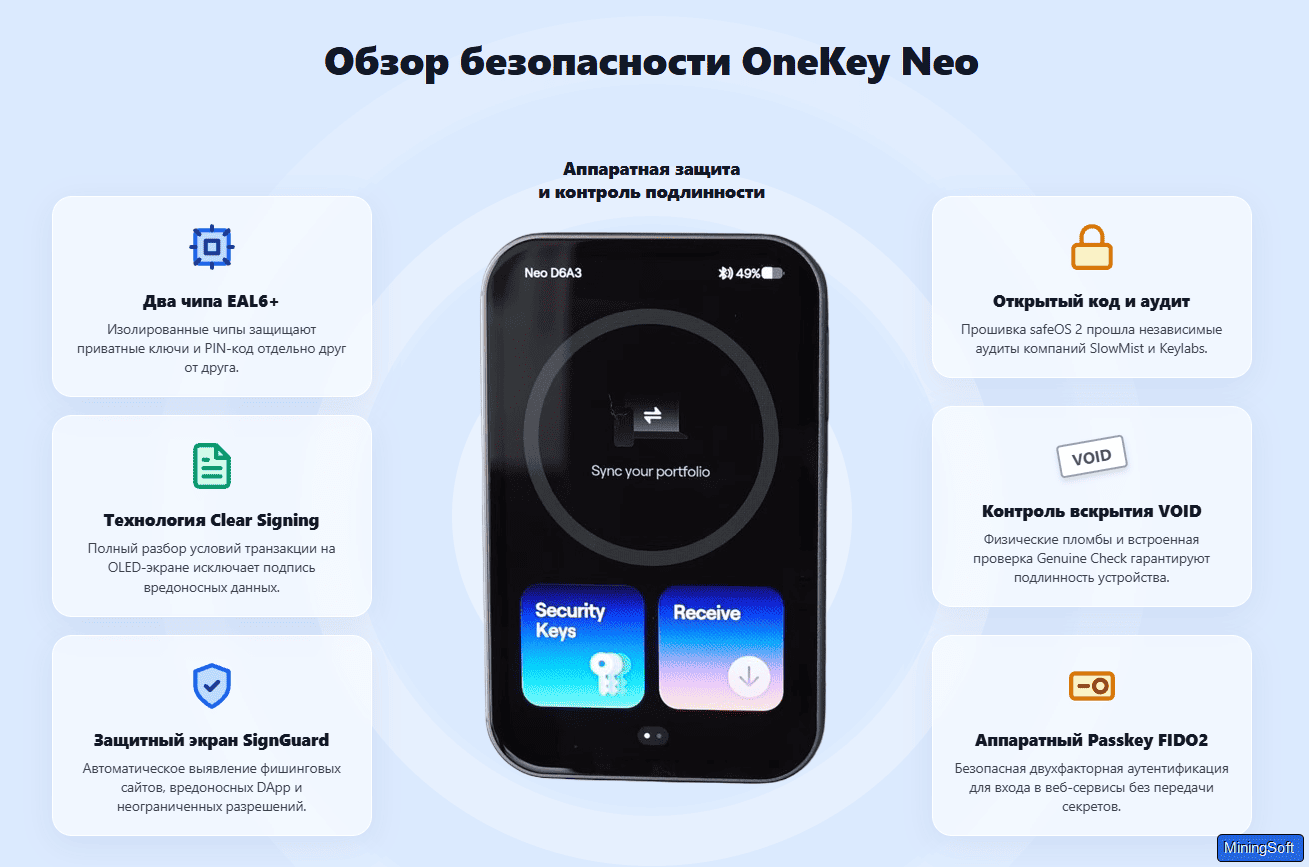 Обзор безопасности OneKey Neo
Аппаратная защита
и контроль подлинности
Два чипа EAL6+
Изолированные чипы защищают
приватные ключи и PIN-код отдельно друг
от друга.
Технология Clear Signing
Полный разбор условий транзакции на
OLED-экране исключает подпись
вредоносных данных.
Защитный экран SignGuard
Автоматическое выявление фишинговых
сайтов, вредоносных DApp и
неограниченных разрешений.
Neo D6A3
49%
Sync your portfolio
Security
Keys
Receive
Открытый код и аудит
Прошивка safeOS 2 прошла независимые
аудиты компаний SlowMist и Keylabs.
VOID
Контроль вскрытия VOID
Физические пломбы и встроенная
проверка Genuine Check гарантируют
подлинность устройства.
Аппаратный Passkey FIDO2
Безопасная двухфакторная аутентификация
для входа в веб-сервисы без передачи
секретов.
MiningSoft